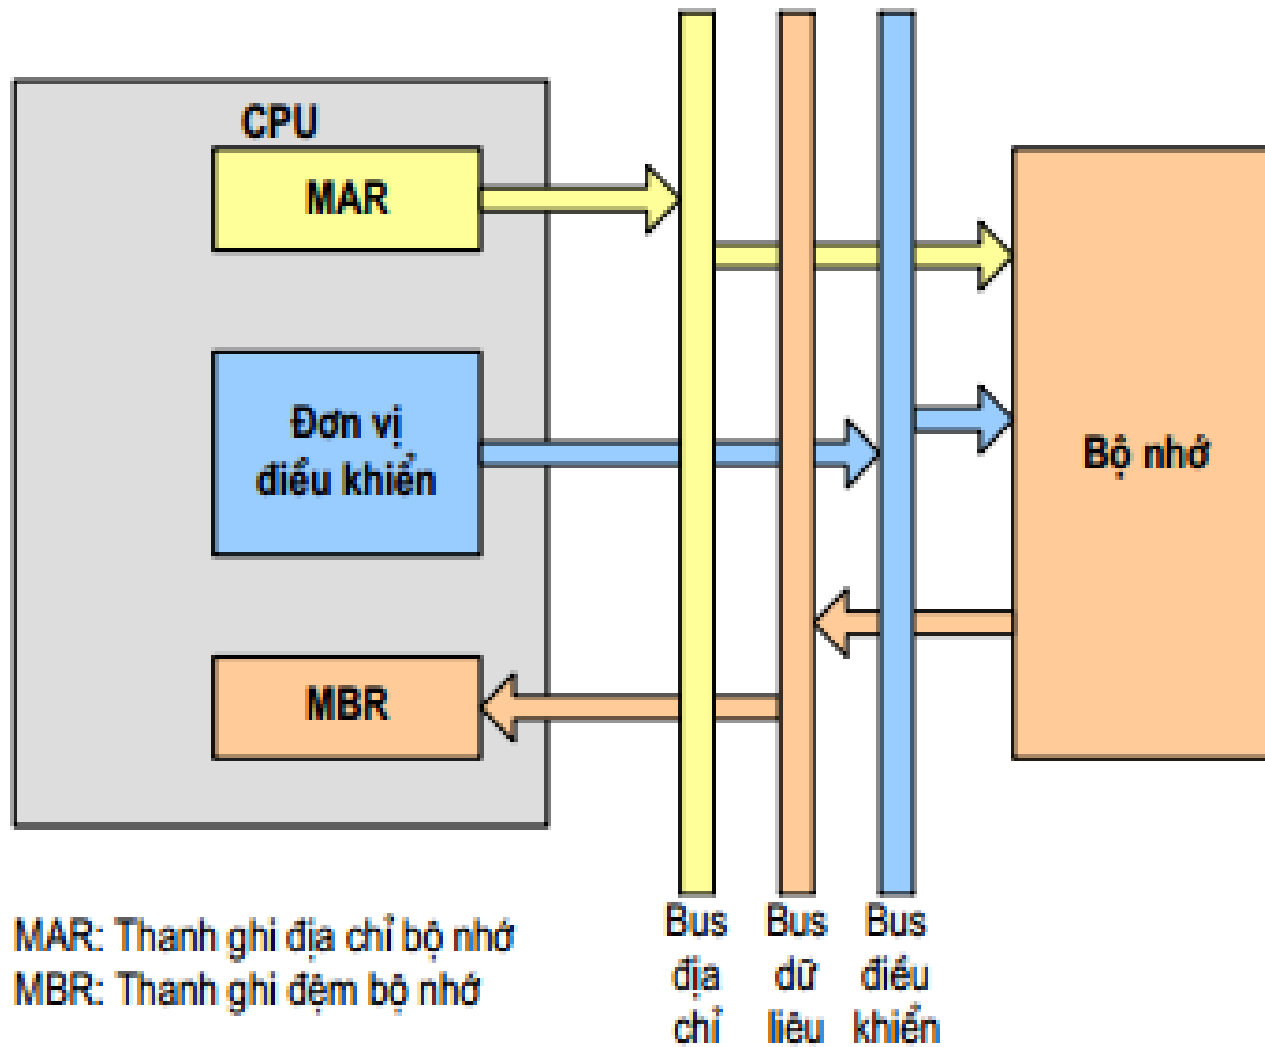 CPU
MAR
Đơn vị
điều khiển
MBR
Bộ nhớ
MAR: Thanh ghi địa chỉ bộ nhớ
MBR: Thanh ghi đệm bộ nhớ
Bus
địa
chỉ
Bus
dữ
liêu
Bus
điều
khiển